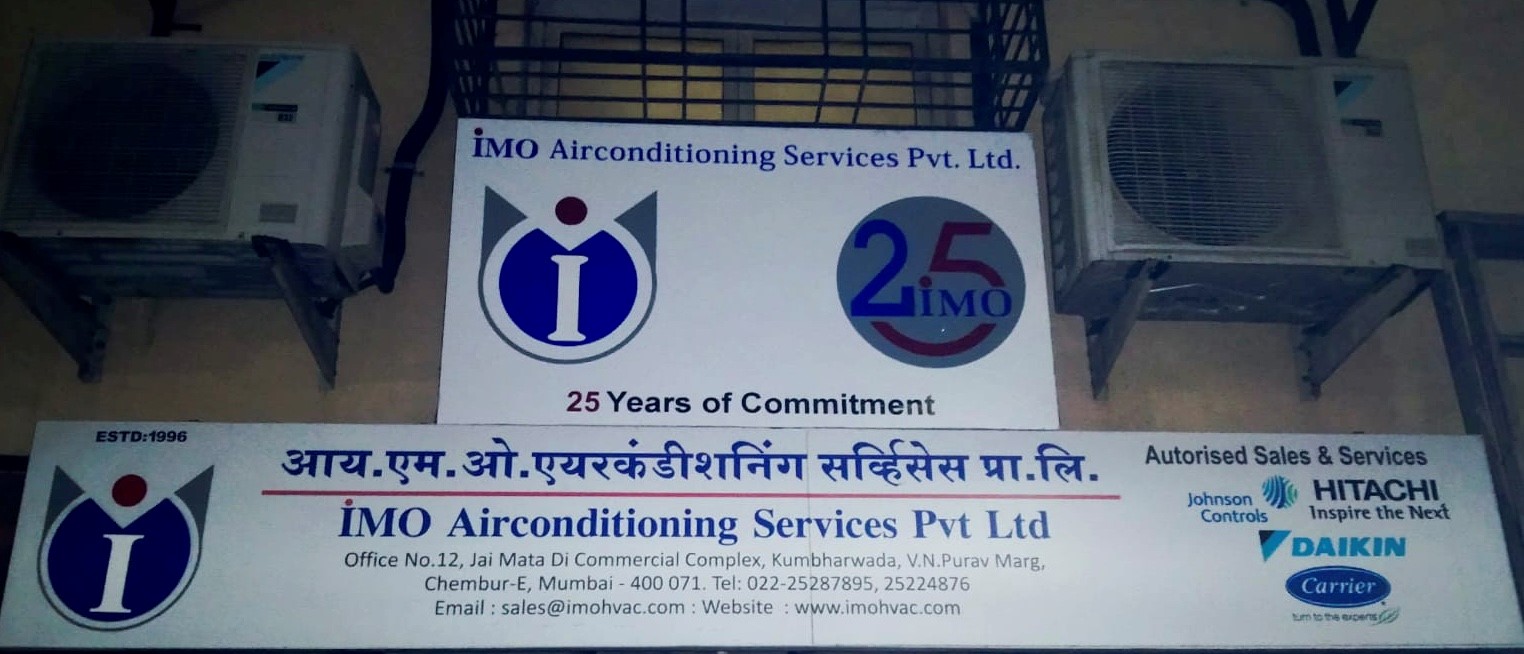 iMO Airconditioning Services Pvt. Ltd.
I
25
iMO
25 Years of Commitment
ESTD:1996
I
आय.एम.ओ.एयरकंडीशनिंग सर्व्हिसेस प्रा.लि.
iMO Airconditioning Services Pvt Ltd
Office No.12, Jai Mata Di Commercial Complex, Kumbharwada, V.N.Purav Marg,
Chembur-E, Mumbai - 400 071. Tel: 022-25287895, 25224876
Email : sales@imohvac.com : Website : www.imohvac.com
Autorised Sales & Services
Johnson
Controls
HITACHI
Inspire the Next
DAIKIN
Carrier
turn to the experts